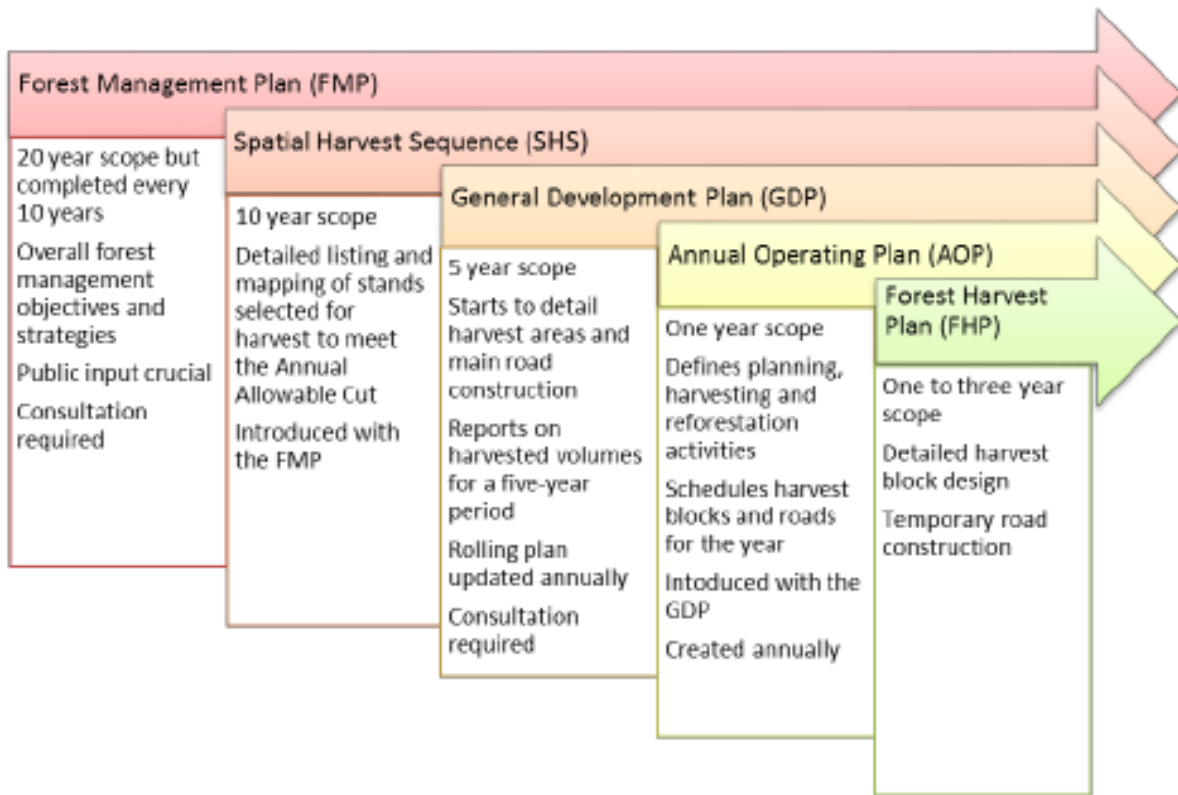 Forest Management Plan (FMP)
20 year scope but
completed every
10 years
Overall forest
management
objectives and
strategies
Public input crucial
Consultation
required
Spatial Harvest Sequence (SHS)
10 year scope
Detailed listing and
mapping of stands
selected for
harvest to meet
the Annual
Allowable Cut
Introduced with
the FMP
General Development Plan (GDP)
5 year scope
Starts to detail
harvest areas and
main road
construction
Reports on
harvested volumes
for a five-year
period
Rolling plan
updated annually
Consultation
required
Annual Operating Plan (AOP)
One year scope
Defines planning,
harvesting and
reforestation
activities
Schedules harvest
blocks and roads
for the year
Intoduced with the
GDP
Created annually
Forest Harvest
Plan (FHP)
One to three year
scope
Detailed harvest
block design
Temporary road
construction